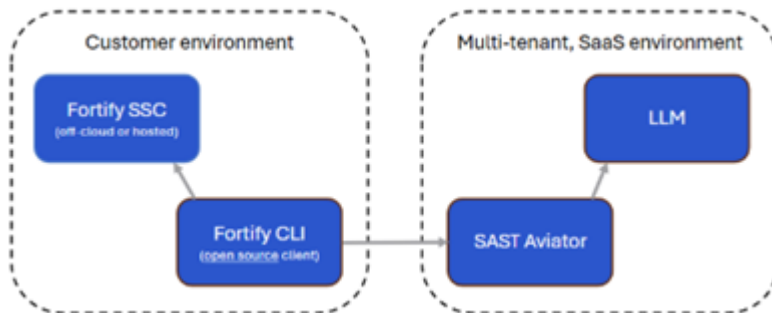 Customer environment
Multi-tenant, SaaS environment
Fortify SSC
(off-cloud or hosted)
LLM
Fortify CLI
(open source client)
SAST Aviator